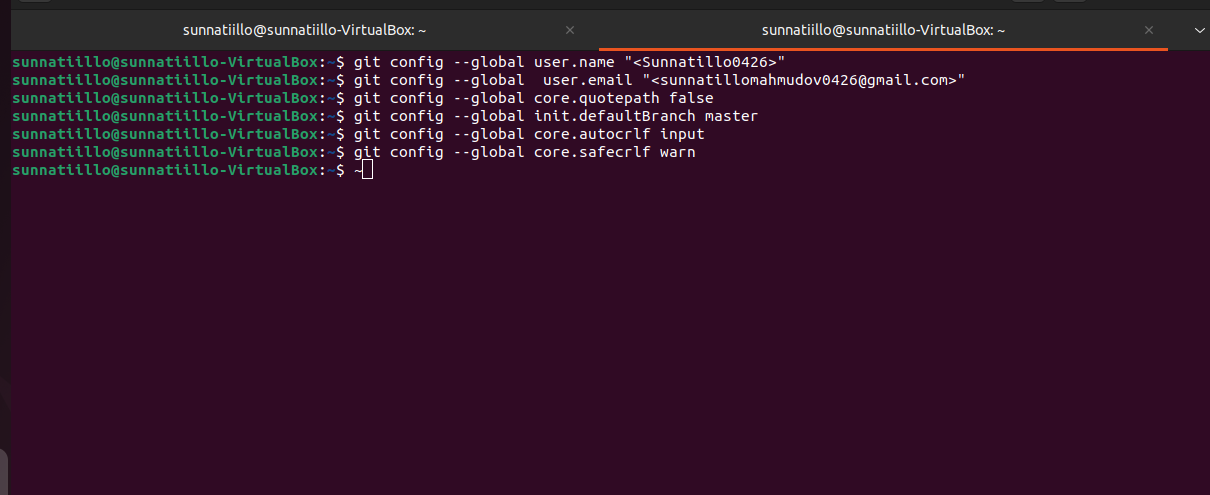 sunnatiillo@sunnatiillo-VirtualBox: ~ × sunnatiillo@sunnatiillo-VirtualBox: ~ ×
sunnatiillo@sunnatiillo-VirtualBox:~$ git config --global user.name "<Sunnatillo0426>"
sunnatiillo@sunnatiillo-VirtualBox:~$ git config --global  user.email "<sunnatillomahmudov0426@gmail.com>"
sunnatiillo@sunnatiillo-VirtualBox:~$ git config --global core.quotepath false
sunnatiillo@sunnatiillo-VirtualBox:~$ git config --global init.defaultBranch master
sunnatiillo@sunnatiillo-VirtualBox:~$ git config --global core.autocrlf input
sunnatiillo@sunnatiillo-VirtualBox:~$ git config --global core.safecrlf warn
sunnatiillo@sunnatiillo-VirtualBox:~$ ~